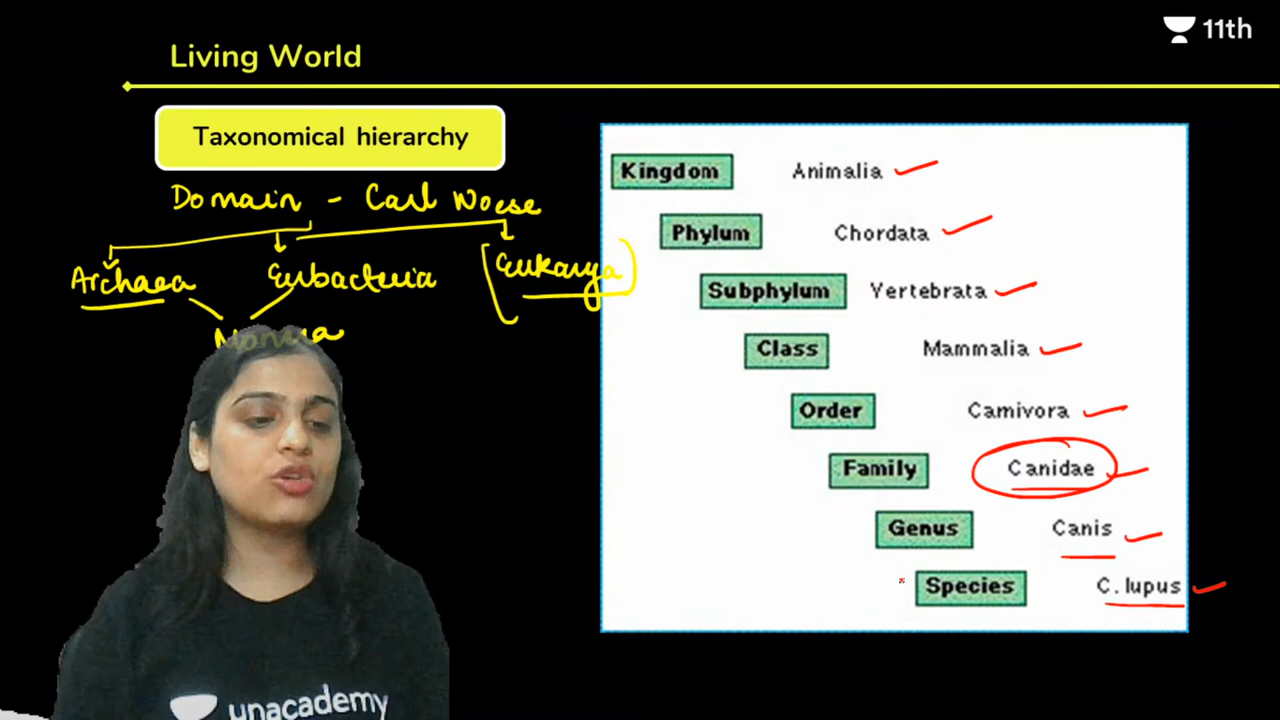 11th
Living World
Taxonomical hierarchy
Domain - Carl Woese
Archaea Eubacteria (Eukarya)
Monera
Kingdom Animalia
Phylum Chordata
Subphylum Vertebrata
Class Mammalia
Order Carnivora
Family Canidae
Genus Canis
Species C. lupus
unacademy